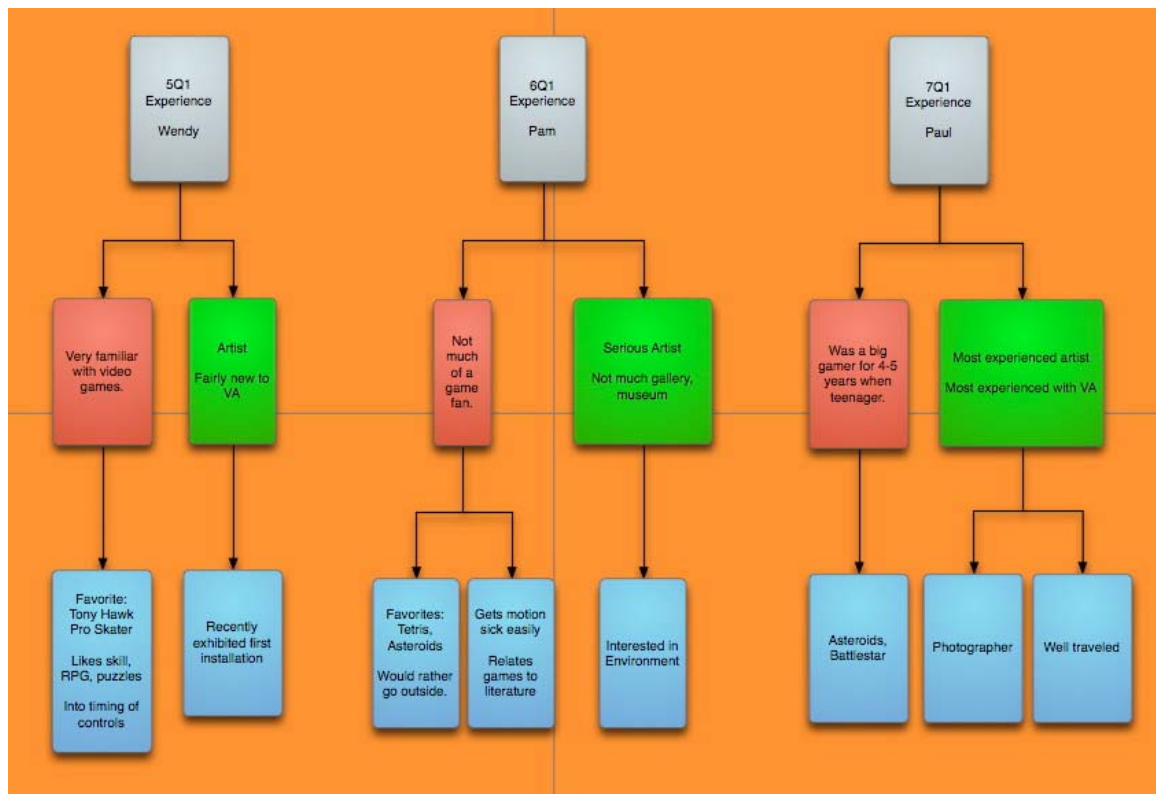 5Q1
Experience
Wendy
6Q1
Experience
Pam
7Q1
Experience
Paul
Very familiar
with video
games.
Artist
Fairly new to
VA
Not
much
of a
game
fan.
Serious Artist
Not much gallery,
museum
Was a big
gamer for 4-5
years when
teenager.
Most experienced artist
Most experienced with VA
Favorite:
Tony Hawk
Pro Skater
Likes skill,
RPG, puzzles
Into timing of
controls
Recently
exhibited first
installation
Favorites:
Tetris,
Asteroids
Would rather
go outside.
Gets motion
sick easily
Relates
games to
literature
Interested in
Environment
Asteroids,
Battlestar
Photographer
Well traveled